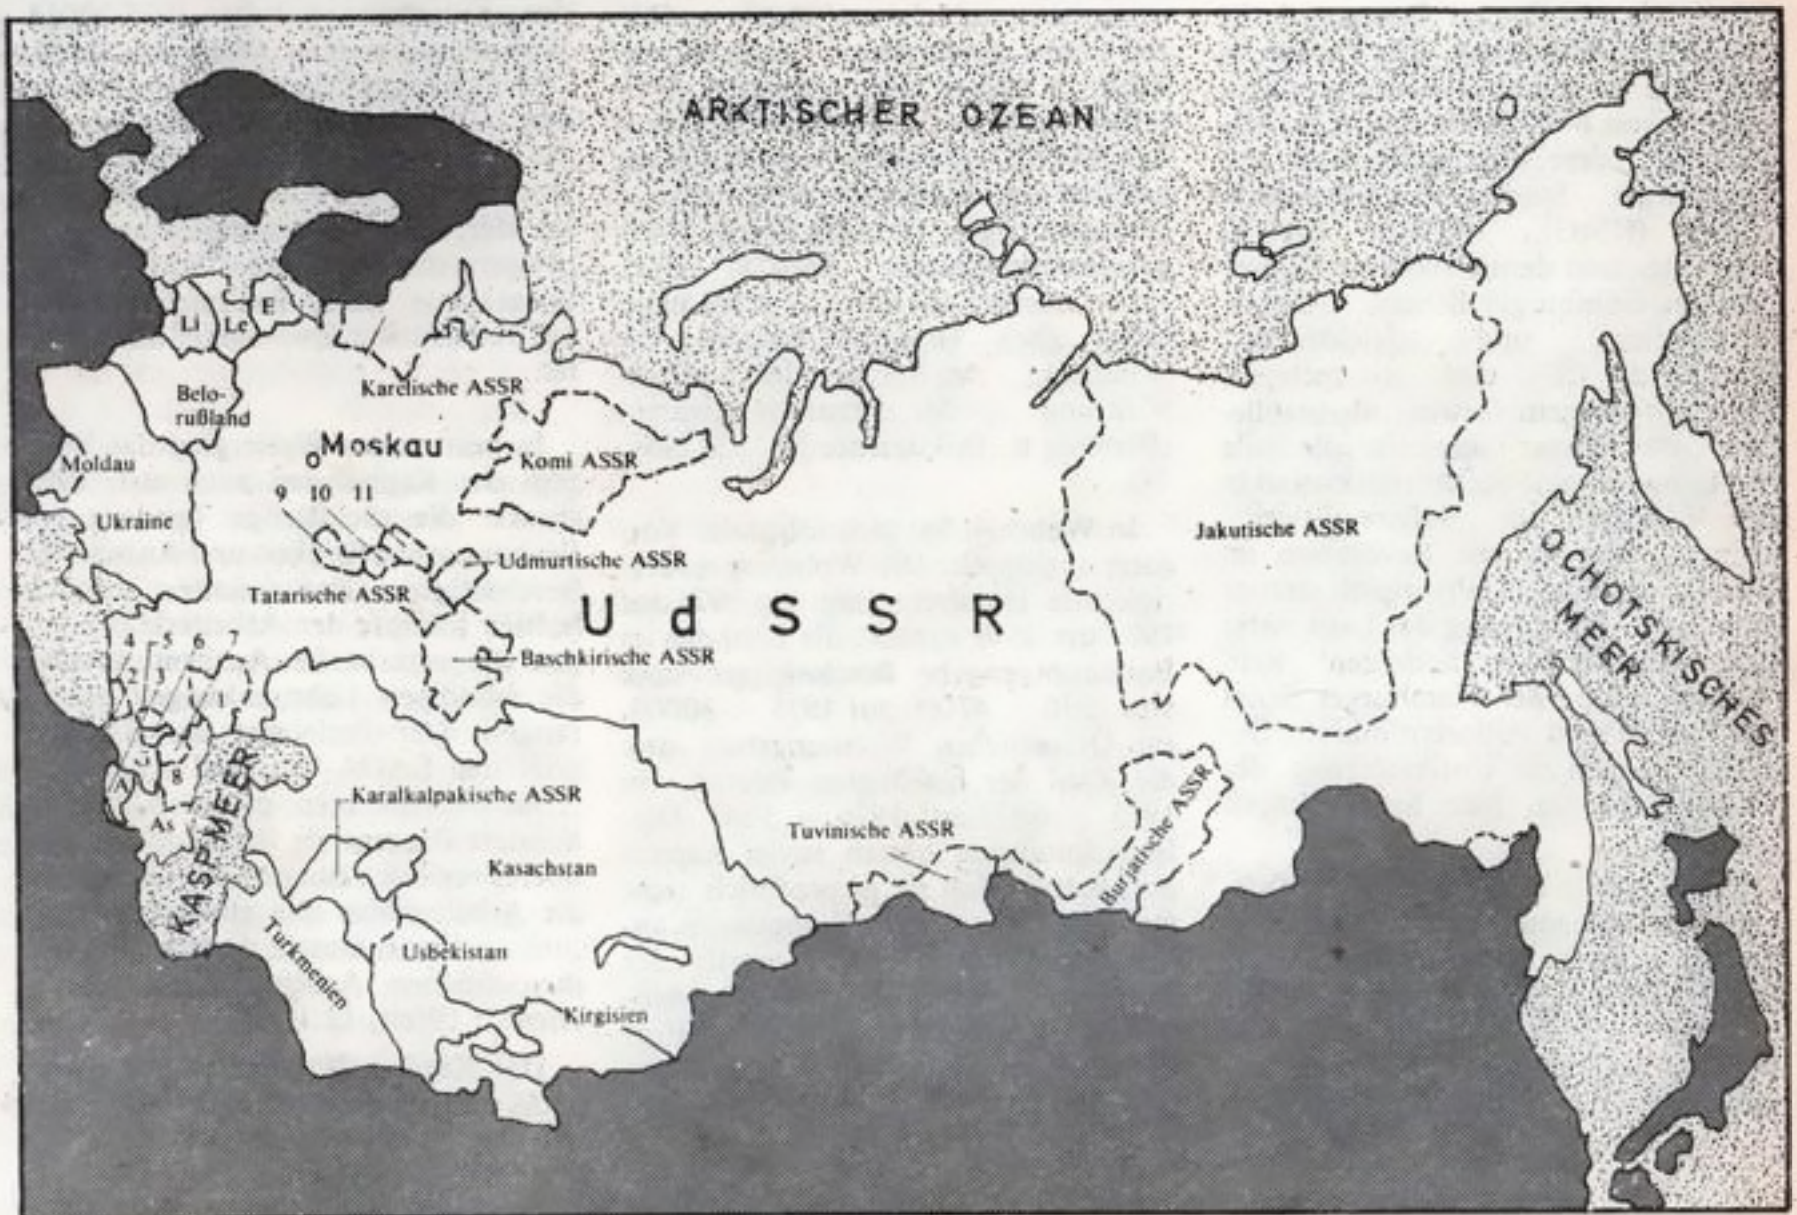 ARKTISCHER OZEAN
Li
Le
E
Karelische ASSR
Belo-
rußland
Moskau
Komi ASSR
Moldau
9 10 11
Ukraine
Jakutische ASSR
Udmurtische ASSR
Tatarische ASSR
UdSSR
OCHOTSKISCHES
MEER
4 5 6 7
2 3
Baschkirische ASSR
A
G
8
As
KASP MEER
Karalkalpakische ASSR
Tuvinische ASSR
Burjatische ASSR
Kasachstan
Turkmenien
Usbekistan
Kirgisien